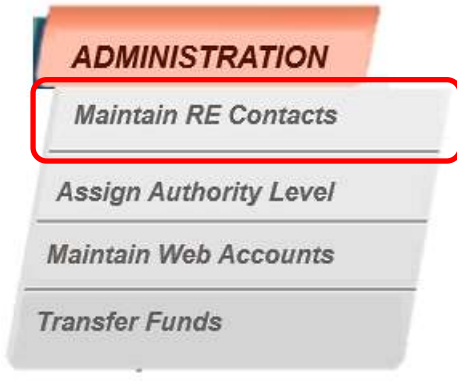 ADMINISTRATION
Maintain RE Contacts
Assign Authority Level
Maintain Web Accounts
Transfer Funds